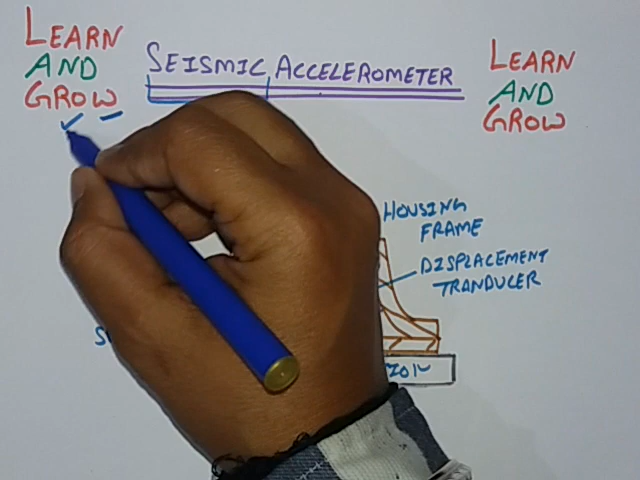 LEARN
AND
GROW
SEISMIC ACCELEROMETER
LEARN
AND
GROW
HOUSING
FRAME
DISPLACEMENT
TRANDUCER